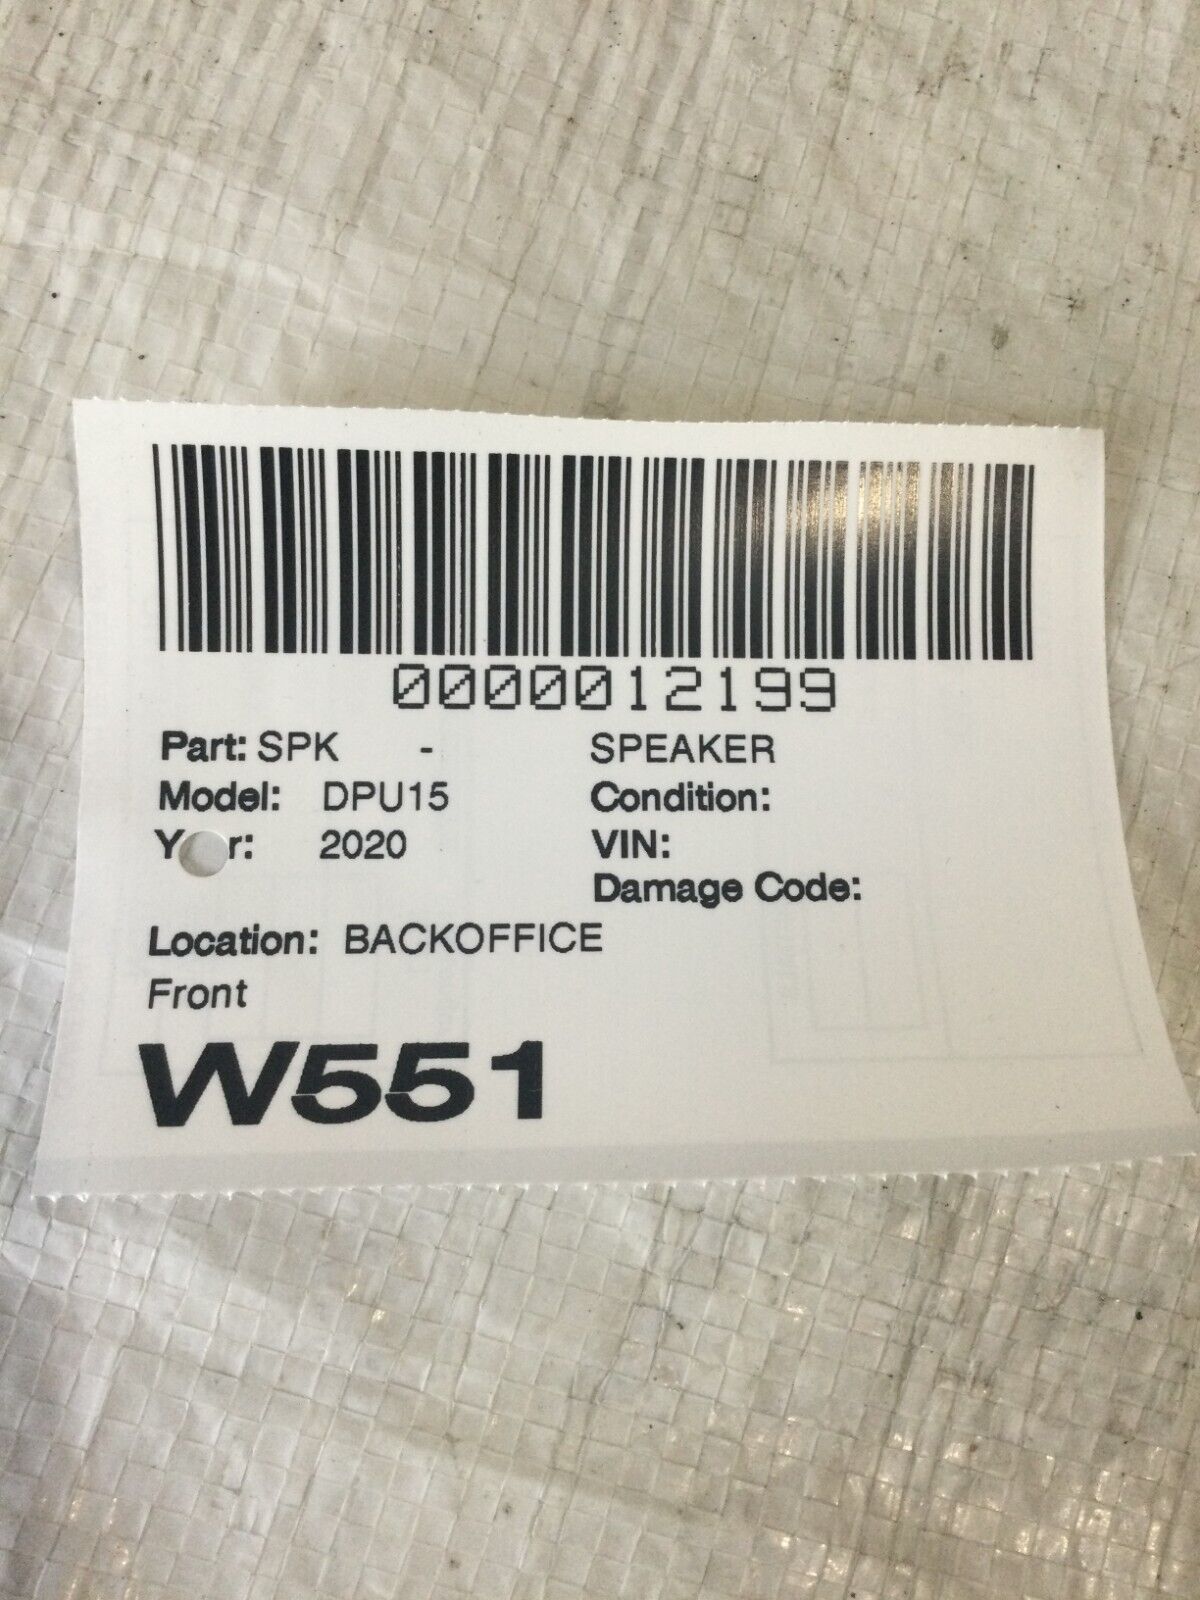 0000012199
Part: SPK - SPEAKER
Model: DPU15 Condition:
Y r: 2020 VIN:
Damage Code:
Location: BACKOFFICE
Front
W551